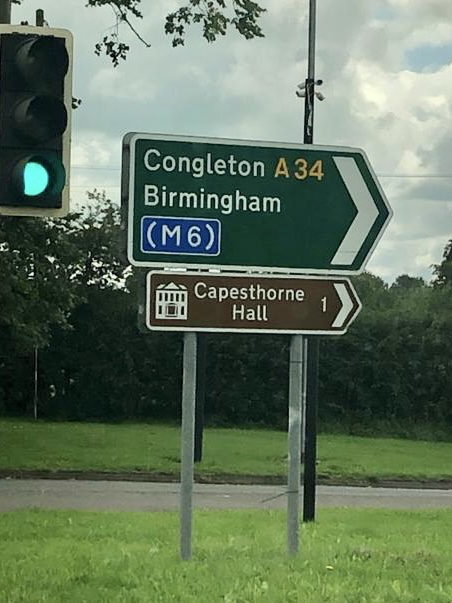 Congleton A34
Birmingham
(M6)
Capesthorne 1
Hall